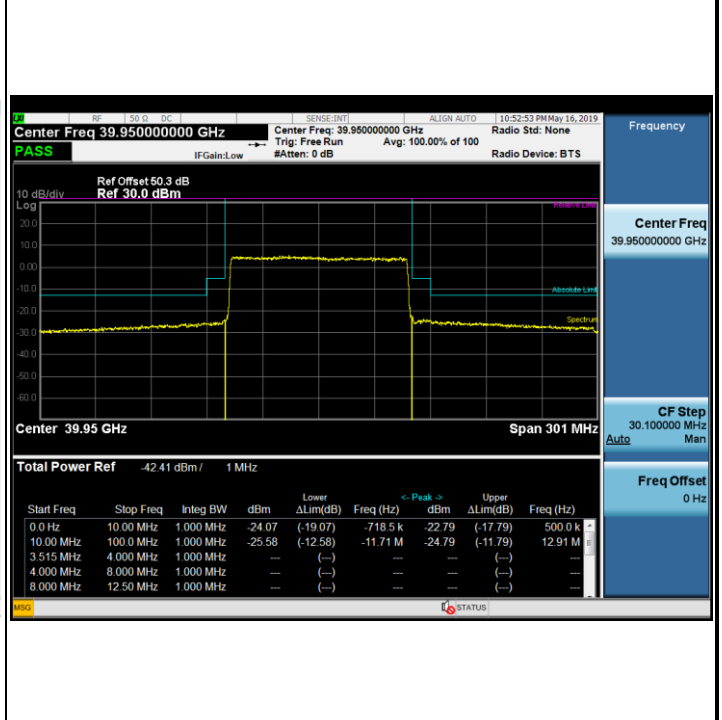 RF 50 Ω DC SENSE:INT ALIGN AUTO 10:52:53 PM May 16, 2019
Center Freq 39.950000000 GHz Center Freq: 39.950000000 GHz Radio Std: None
Trig: Free Run Avg: 100.00% of 100
PASS IFGain:Low #Atten: 0 dB Radio Device: BTS
Ref Offset 50.3 dB
10 dB/div Ref 30.0 dBm
Log
Relative Limit
20.0
10.0
0.00
-10.0
Absolute Limit
-20.0
Spectrum
-30.0
-40.0
-50.0
-60.0
Center 39.95 GHz Span 301 MHz
Total Power Ref -42.41 dBm / 1 MHz
Lower <- Peak -> Upper
Start Freq Stop Freq Integ BW dBm ΔLim(dB) Freq (Hz) dBm ΔLim(dB) Freq (Hz)
0.0 Hz 10.00 MHz 1.000 MHz -24.07 (-19.07) -718.5 k -22.79 (-17.79) 500.0 k
10.00 MHz 100.0 MHz 1.000 MHz -25.58 (-12.58) -11.71 M -24.79 (-11.79) 12.91 M
3.515 MHz 4.000 MHz 1.000 MHz --- (---) --- --- (---) ---
4.000 MHz 8.000 MHz 1.000 MHz --- (---) --- --- (---) ---
8.000 MHz 12.50 MHz 1.000 MHz --- (---) --- --- (---) ---
MSG STATUS
Frequency
Center Freq
39.950000000 GHz
CF Step
30.100000 MHz
Auto Man
Freq Offset
0 Hz